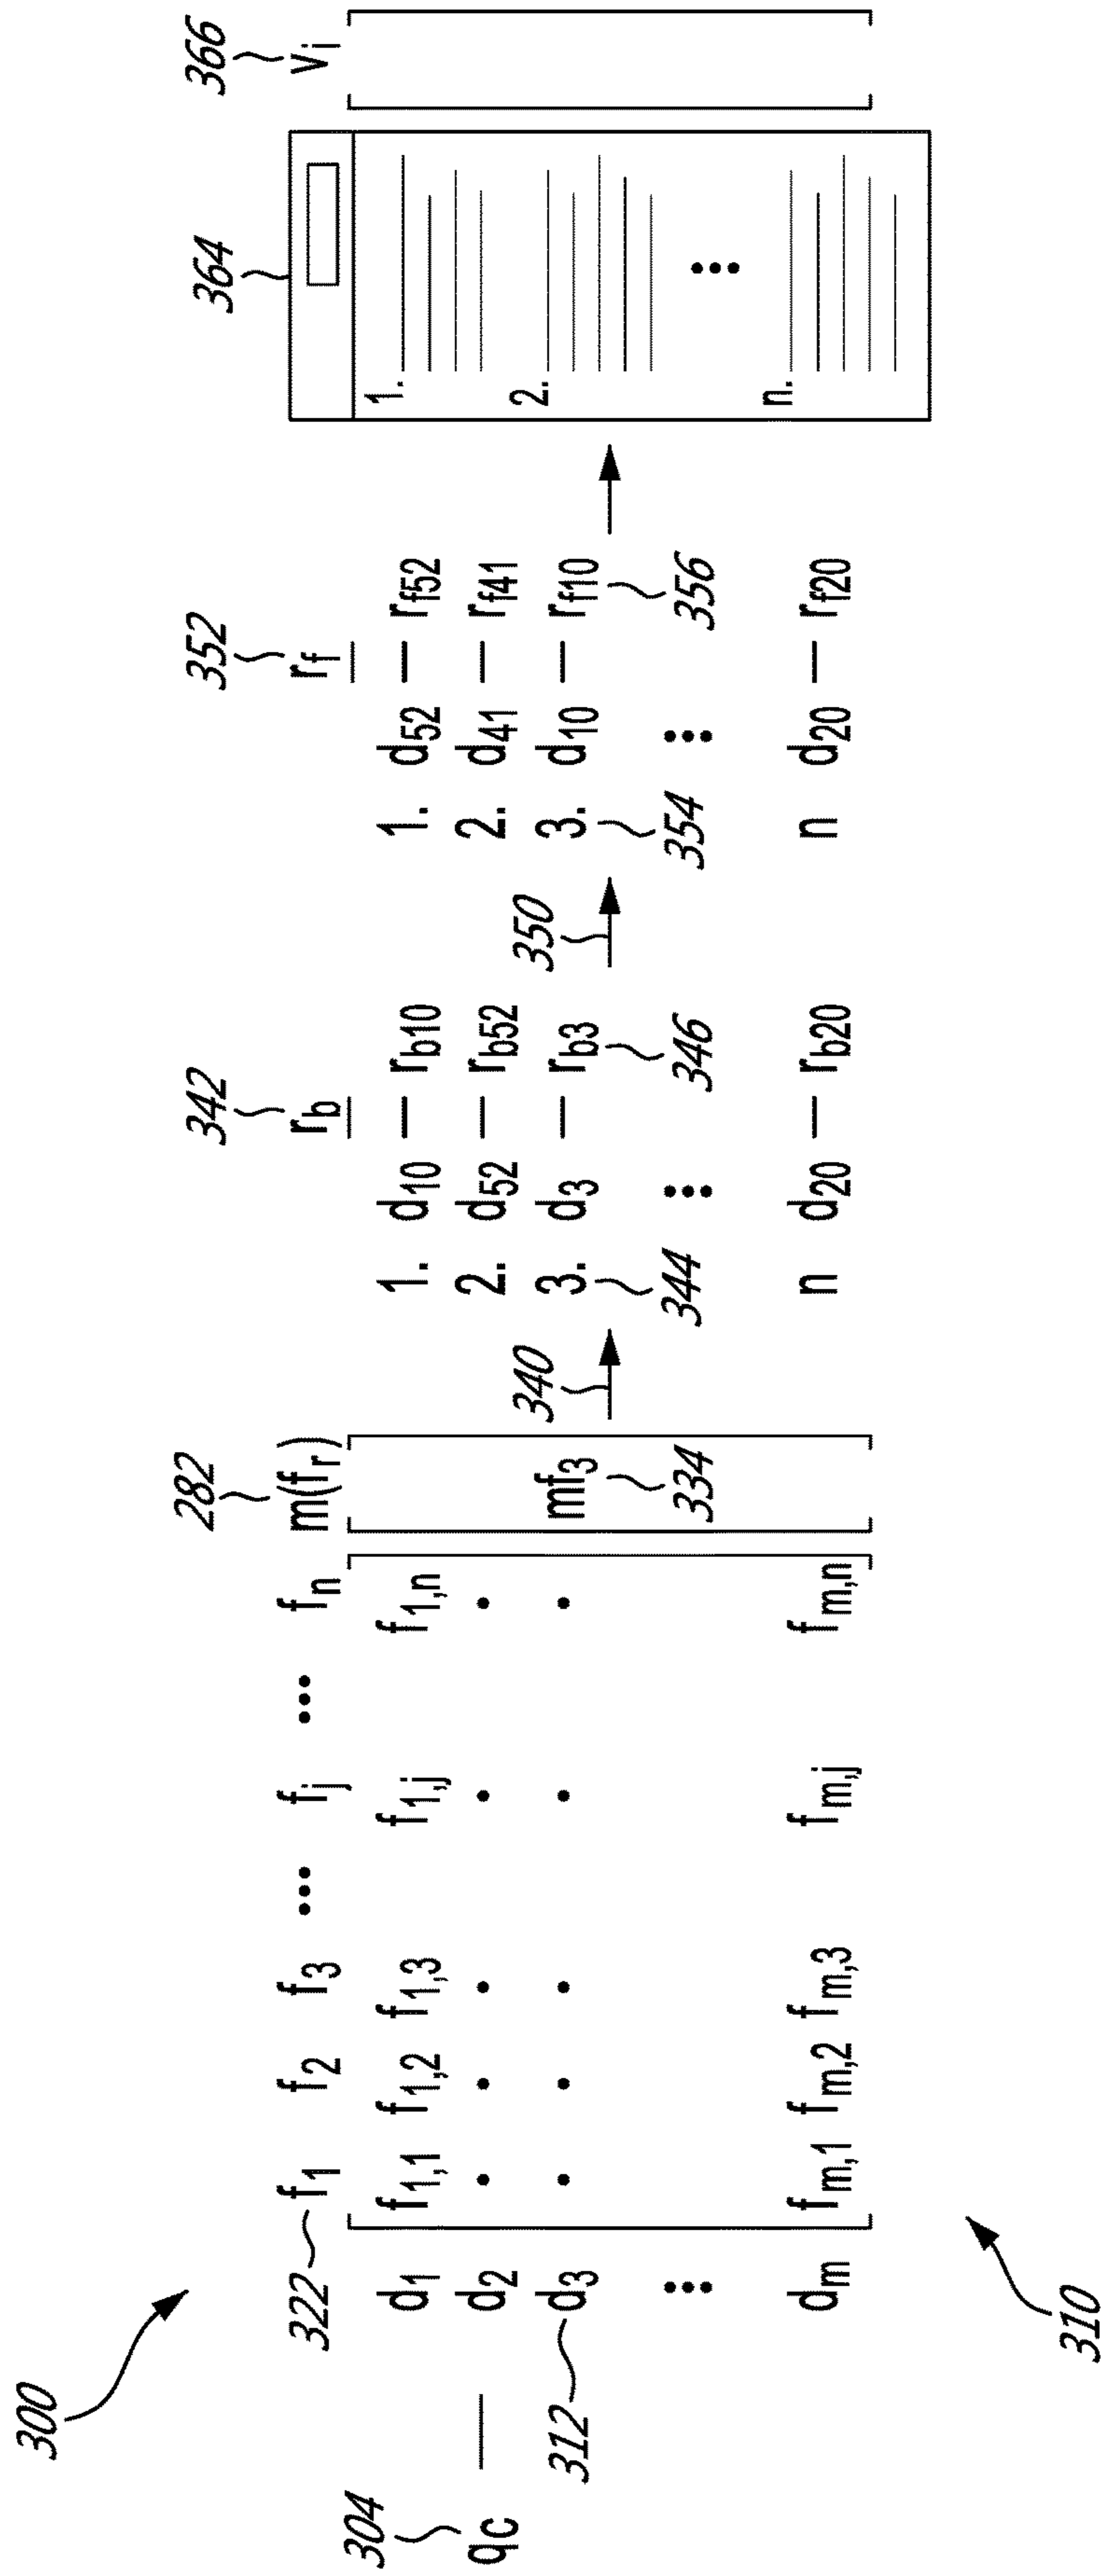 300
304 322 282 342 352 364 366
f1 f2 f3 ••• fj ••• fn m(fr) rb rf vi
d1 f1,1 f1,2 f1,3 f1,j f1,n 1. d10 — rb10 1. d52 — rf52 1.
qc — d2 • • • • • 340 2. d52 — rb52 350 2. d41 — rf41 2.
d3 • • • • • mf3 3. d3 — rb3 3. d10 — rf10
312 ••• 334 344 ••• 346 354 ••• 356 •••
dm fm,1 fm,2 fm,3 fm,j fm,n n d20 — rb20 n d20 — rf20 n.
310